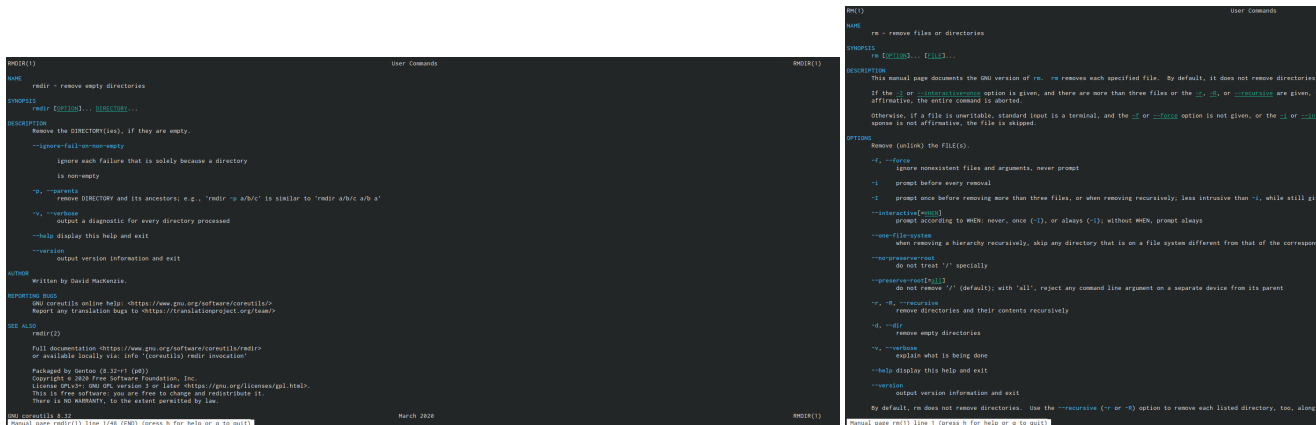 RMDIR(1) User Commands RMDIR(1)
NAME
rmdir - remove empty directories
SYNOPSIS
rmdir [OPTION]... DIRECTORY...
DESCRIPTION
Remove the DIRECTORY(ies), if they are empty.
--ignore-fail-on-non-empty
ignore each failure that is solely because a directory
is non-empty
-p, --parents
remove DIRECTORY and its ancestors; e.g., 'rmdir -p a/b/c' is similar to 'rmdir a/b/c a/b a'
-v, --verbose
output a diagnostic for every directory processed
--help display this help and exit
--version
output version information and exit
AUTHOR
Written by David MacKenzie.
REPORTING BUGS
GNU coreutils online help: <https://www.gnu.org/software/coreutils/>
Report any translation bugs to <https://translationproject.org/team/>
SEE ALSO
rmdir(2)
Full documentation <https://www.gnu.org/software/coreutils/rmdir>
or available locally via: info '(coreutils) rmdir invocation'
Packaged by Gentoo (8.32-r1 (p0))
Copyright © 2020 Free Software Foundation, Inc.
License GPLv3+: GNU GPL version 3 or later <https://gnu.org/licenses/gpl.html>.
This is free software: you are free to change and redistribute it.
There is NO WARRANTY, to the extent permitted by law.
GNU coreutils 8.32 March 2020 RMDIR(1)
Manual page rmdir(1) line 1/48 (END) (press h for help or q to quit)
RM(1) User Commands
NAME
rm - remove files or directories
SYNOPSIS
rm [OPTION]... [FILE]...
DESCRIPTION
This manual page documents the GNU version of rm. rm removes each specified file. By default, it does not remove directories
If the -I or --interactive=once option is given, and there are more than three files or the -r, -R, or --recursive are given,
affirmative, the entire command is aborted.
Otherwise, if a file is unwritable, standard input is a terminal, and the -f or --force option is not given, or the -i or --in
sponse is not affirmative, the file is skipped.
OPTIONS
Remove (unlink) the FILE(s).
-f, --force
ignore nonexistent files and arguments, never prompt
-i prompt before every removal
-I prompt once before removing more than three files, or when removing recursively; less intrusive than -i, while still gi
--interactive[=WHEN]
prompt according to WHEN: never, once (-I), or always (-i); without WHEN, prompt always
--one-file-system
when removing a hierarchy recursively, skip any directory that is on a file system different from that of the correspon
--no-preserve-root
do not treat '/' specially
--preserve-root[=all]
do not remove '/' (default); with 'all', reject any command line argument on a separate device from its parent
-r, -R, --recursive
remove directories and their contents recursively
-d, --dir
remove empty directories
-v, --verbose
explain what is being done
--help display this help and exit
--version
output version information and exit
By default, rm does not remove directories. Use the --recursive (-r or -R) option to remove each listed directory, too, along
Manual page rm(1) line 1 (press h for help or q to quit)